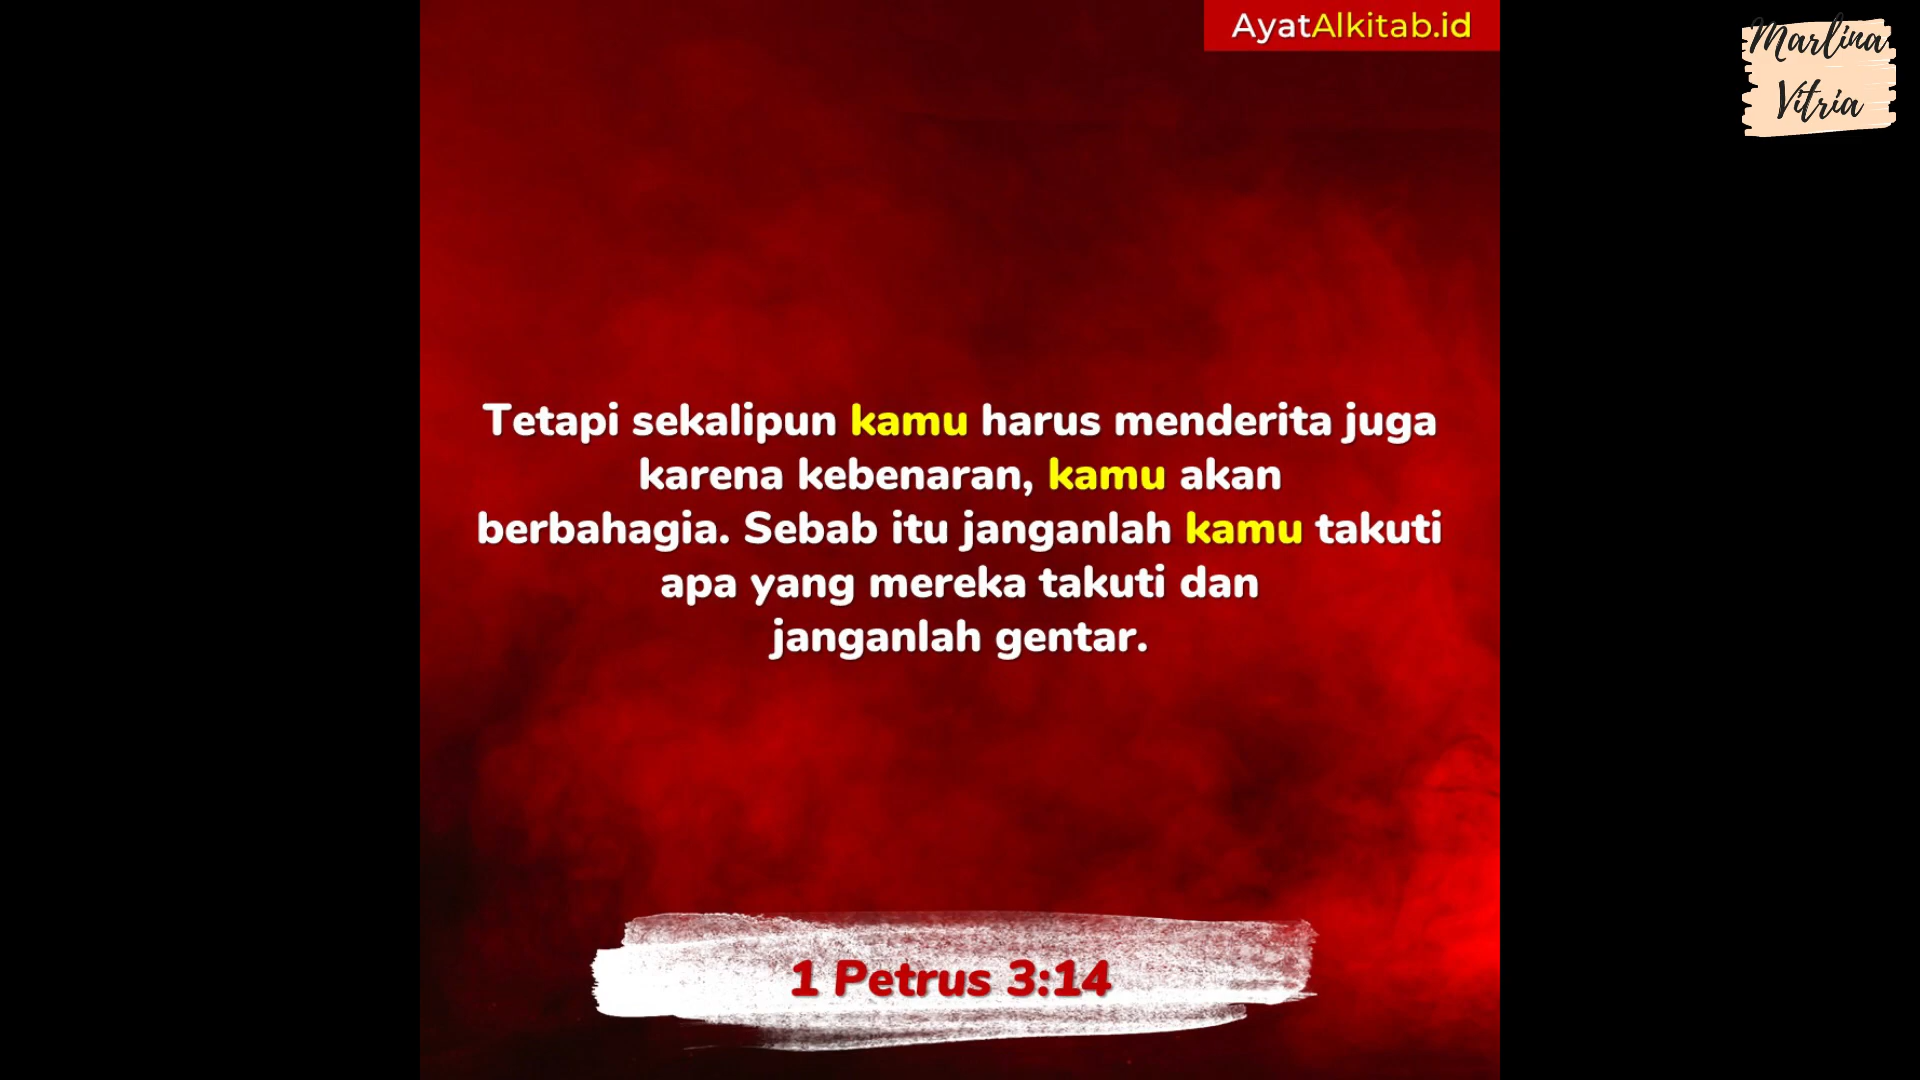 AyatAlkitab.id
Marlina
Vitria
Tetapi sekalipun kamu harus menderita juga
karena kebenaran, kamu akan
berbahagia. Sebab itu janganlah kamu takuti
apa yang mereka takuti dan
janganlah gentar.
1 Petrus 3:14